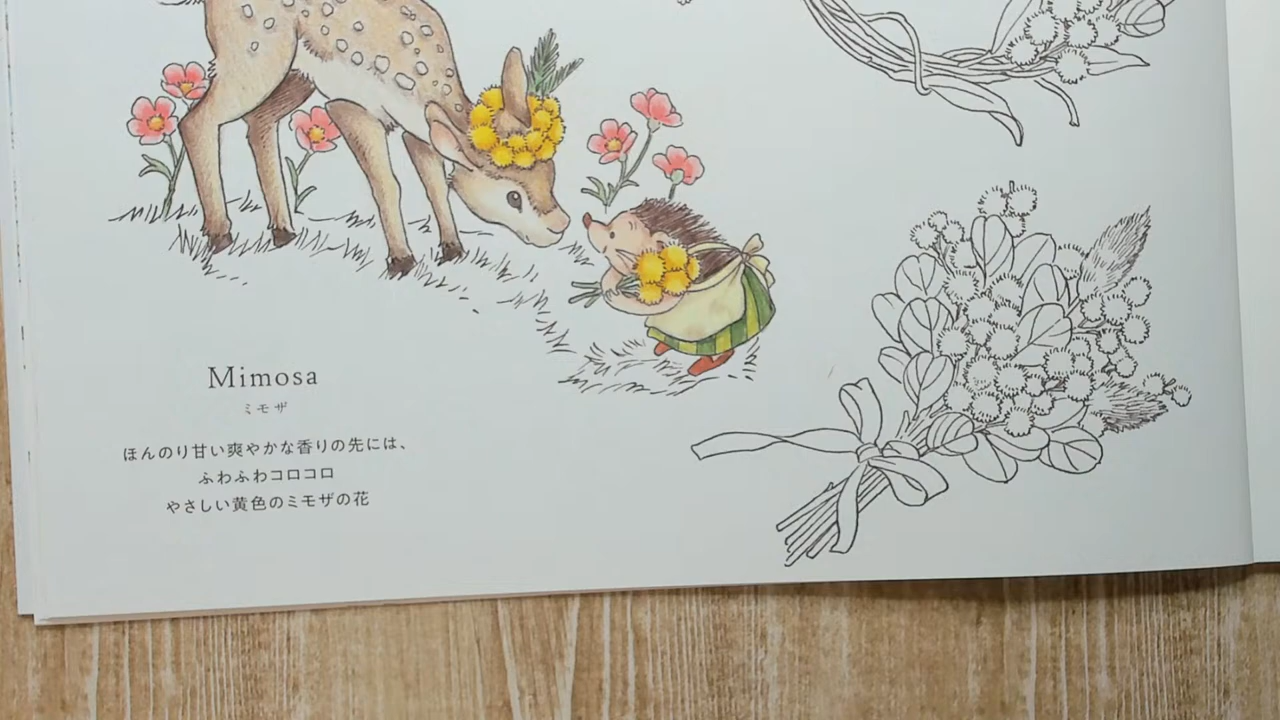 Mimosa
ミモザ
ほんのり甘い爽やかな香りの先には、
ふわふわコロコロ
やさしい黄色のミモザの花